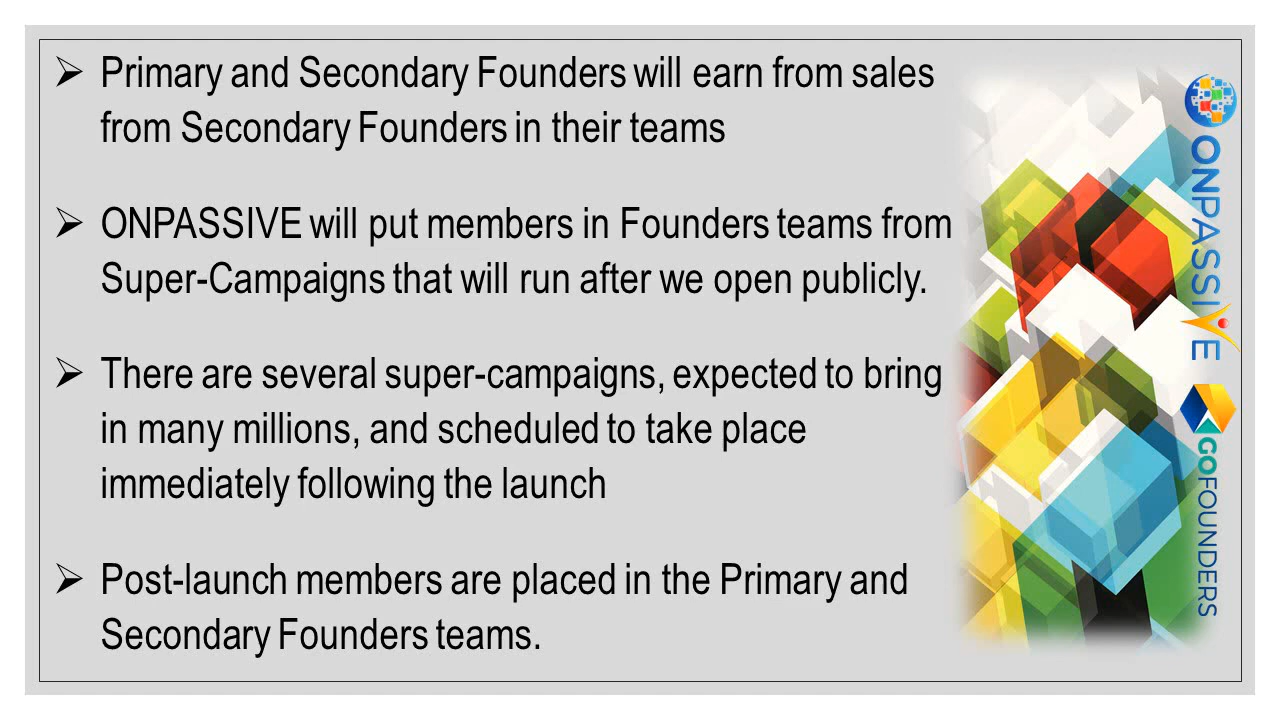 Primary and Secondary Founders will earn from sales
from Secondary Founders in their teams
ONPASSIVE will put members in Founders teams from
Super-Campaigns that will run after we open publicly.
There are several super-campaigns, expected to bring
in many millions, and scheduled to take place
immediately following the launch
Post-launch members are placed in the Primary and
Secondary Founders teams.
ONPASSIVE
GOFOUNDERS